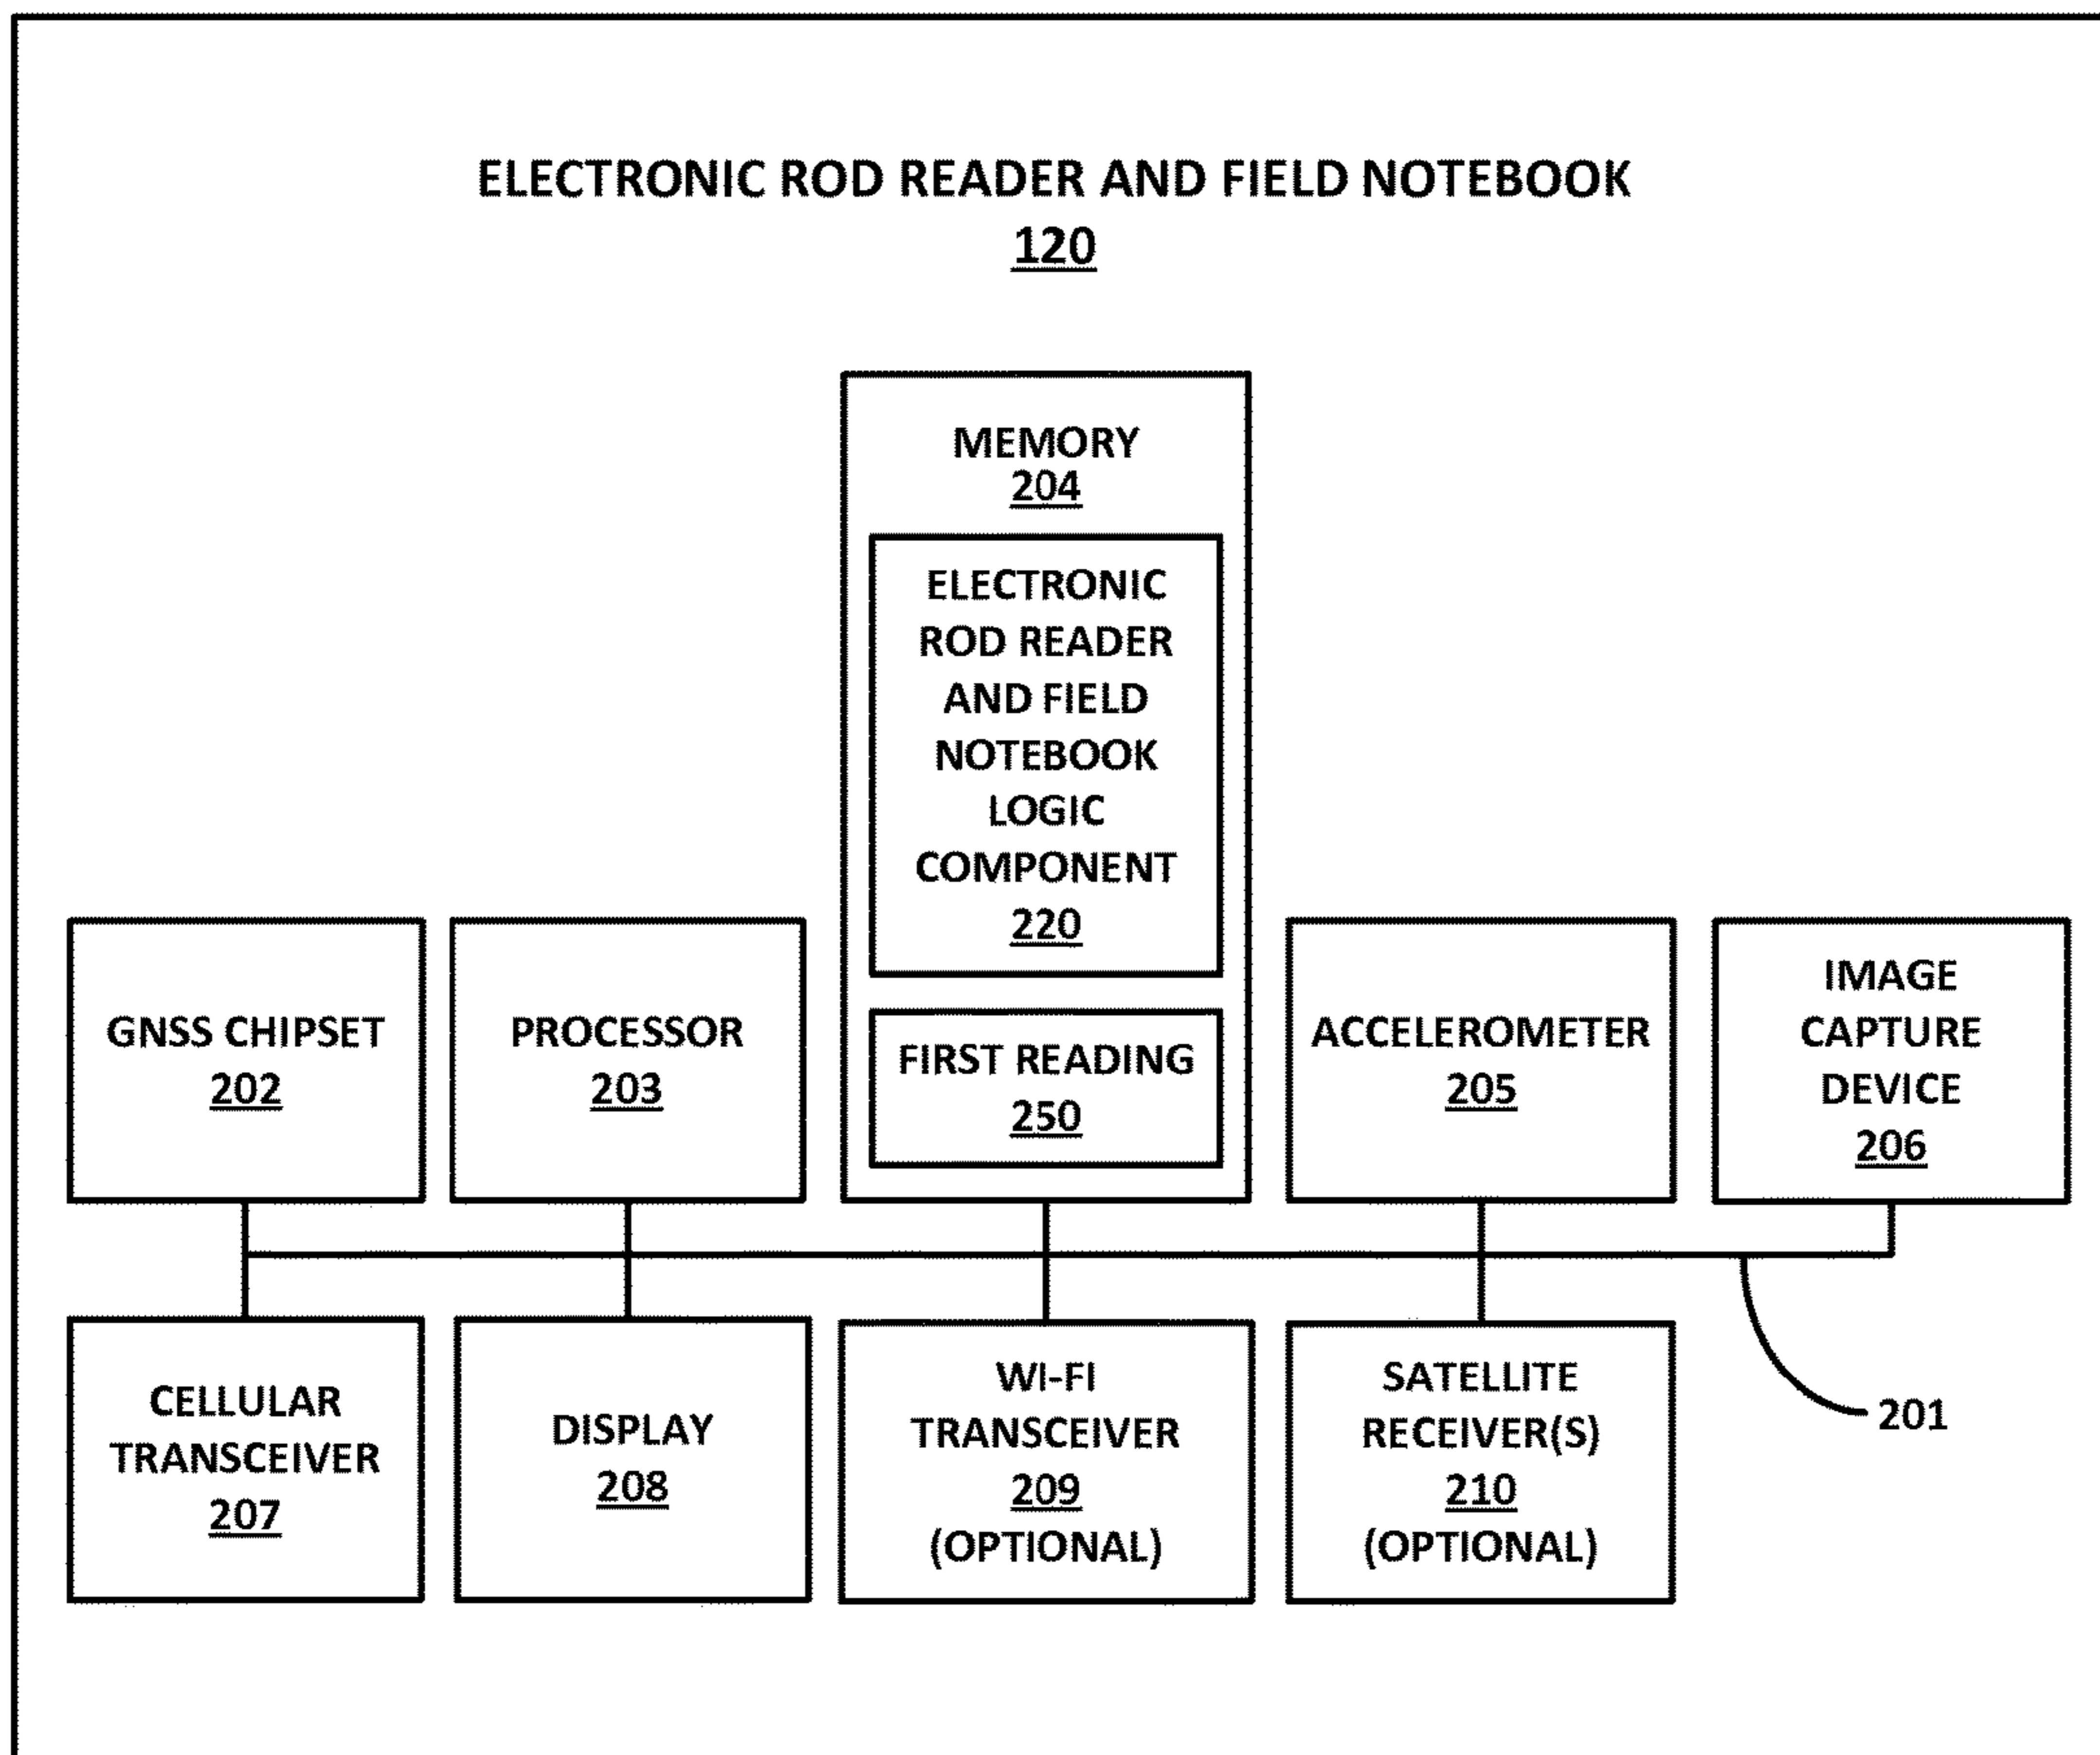 ELECTRONIC ROD READER AND FIELD NOTEBOOK
120
MEMORY
204
ELECTRONIC
ROD READER
AND FIELD
NOTEBOOK
LOGIC
COMPONENT
220
FIRST READING
250
GNSS CHIPSET
202
PROCESSOR
203
ACCELEROMETER
205
IMAGE
CAPTURE
DEVICE
206
CELLULAR
TRANSCEIVER
207
DISPLAY
208
WI-FI
TRANSCEIVER
209
(OPTIONAL)
SATELLITE
RECEIVER(S)
210
(OPTIONAL)
201